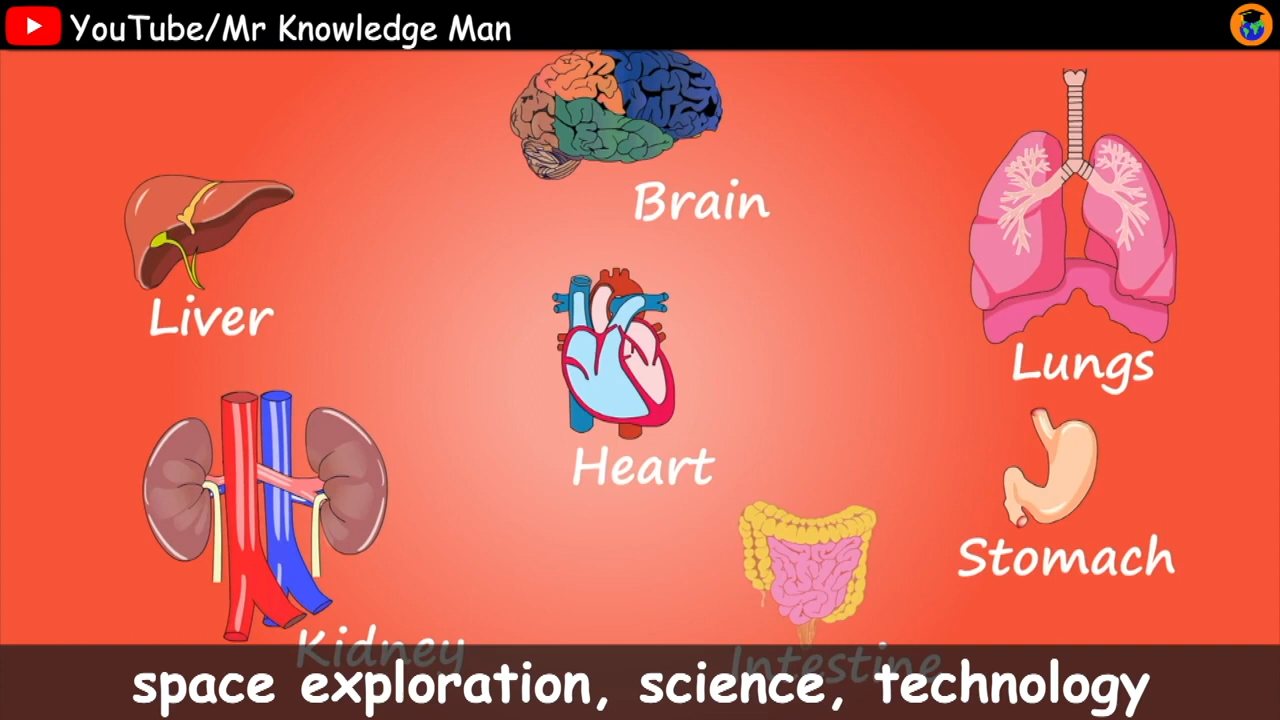 YouTube/Mr Knowledge Man
Brain
Liver
Lungs
Heart
Stomach
Kidney
Intestine
space exploration, science, technology